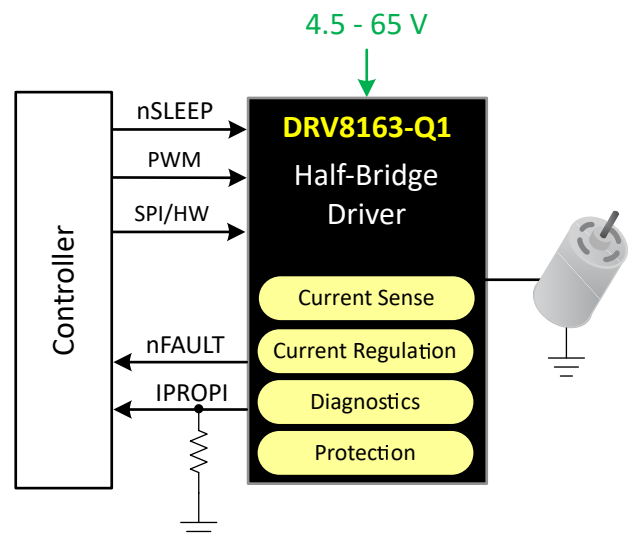 4.5 - 65 V
nSLEEP
PWM
SPI/HW
nFAULT
IPROPI
Controller
DRV8163-Q1
Half-Bridge
Driver
Current Sense
Current Regulation
Diagnostics
Protection